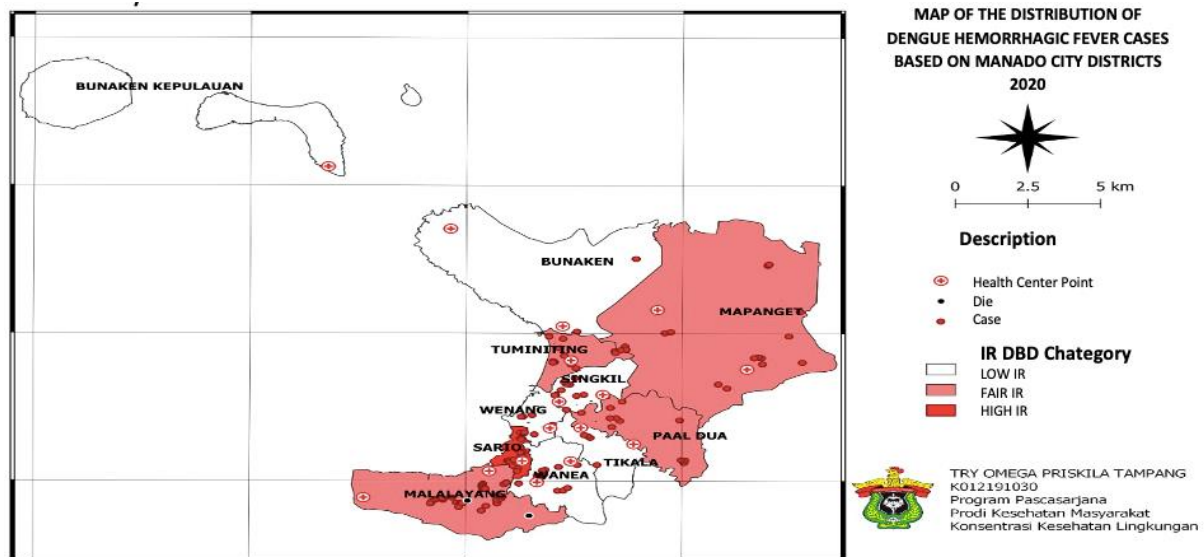 MAP OF THE DISTRIBUTION OF
DENGUE HEMORRHAGIC FEVER CASES
BASED ON MANADO CITY DISTRICTS
2020
0 2.5 5 km
Description
Health Center Point
Die
Case
IR DBD Chategory
LOW IR
FAIR IR
HIGH IR
TRY OMEGA PRISKILA TAMPANG
K012191030
Program Pascasarjana
Prodi Kesehatan Masyarakat
Konsentrasi Kesehatan Lingkungan
BUNAKEN KEPULAUAN
BUNAKEN
MAPANGET
TUMINITING
SINGKIL
WENANG
PAAL DUA
SARIO
TIKALA
WANEA
MALALAYANG